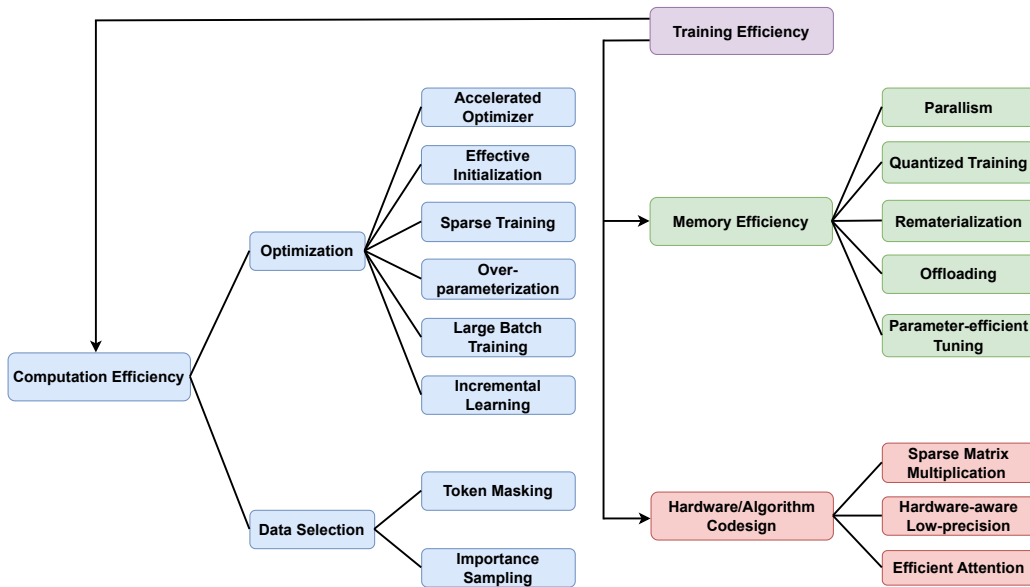 Training Efficiency
Computation Efficiency
Optimization
Accelerated
Optimizer
Effective
Initialization
Sparse Training
Over-
parameterization
Large Batch
Training
Incremental
Learning
Data Selection
Token Masking
Importance
Sampling
Memory Efficiency
Parallism
Quantized Training
Rematerialization
Offloading
Parameter-efficient
Tuning
Hardware/Algorithm
Codesign
Sparse Matrix
Multiplication
Hardware-aware
Low-precision
Efficient Attention